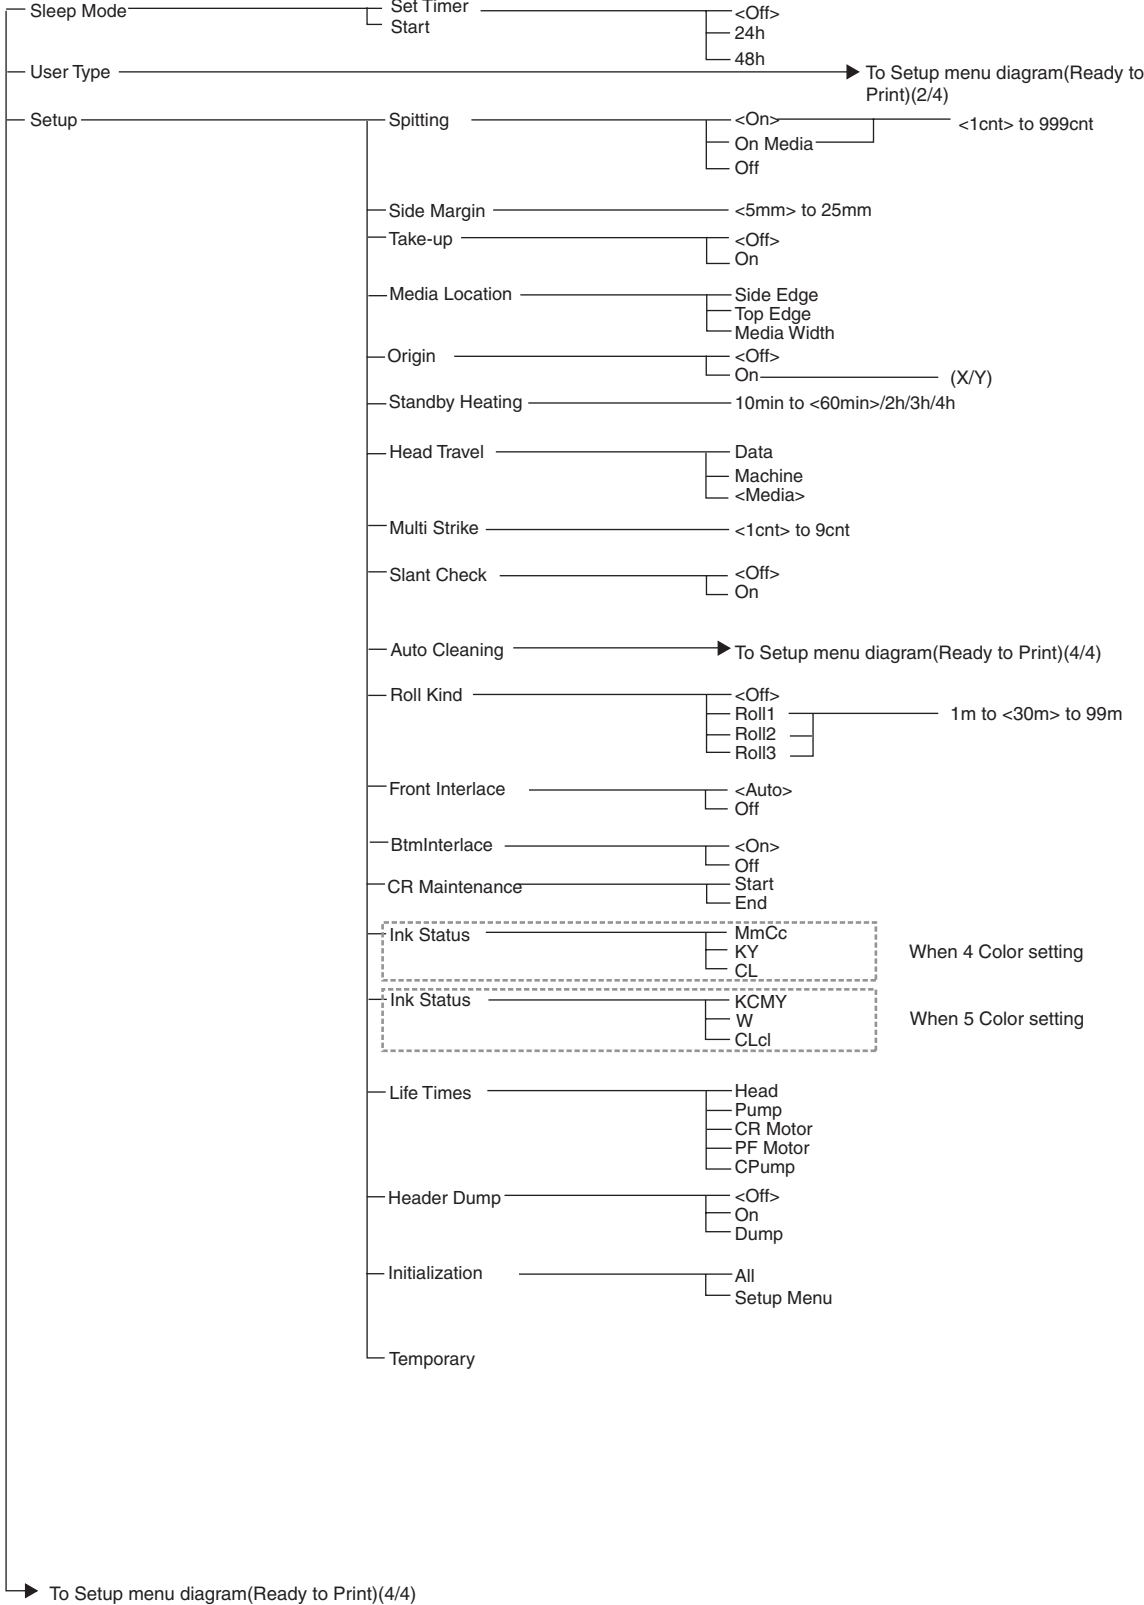 Sleep Mode
Set Timer
Start
<Off>
24h
48h
User Type
To Setup menu diagram(Ready to
Print)(2/4)
Setup
Spitting
<On>
On Media
Off
<1cnt> to 999cnt
Side Margin
<5mm> to 25mm
Take-up
<Off>
On
Media Location
Side Edge
Top Edge
Media Width
Origin
<Off>
On
(X/Y)
Standby Heating
10min to <60min>/2h/3h/4h
Head Travel
Data
Machine
<Media>
Multi Strike
<1cnt> to 9cnt
Slant Check
<Off>
On
Auto Cleaning
To Setup menu diagram(Ready to Print)(4/4)
Roll Kind
<Off>
Roll1
Roll2
Roll3
1m to <30m> to 99m
Front Interlace
<Auto>
Off
BtmInterlace
<On>
Off
CR Maintenance
Start
End
Ink Status
MmCc
KY
CL
When 4 Color setting
Ink Status
KCMY
W
CLcl
When 5 Color setting
Life Times
Head
Pump
CR Motor
PF Motor
CPump
Header Dump
<Off>
On
Dump
Initialization
All
Setup Menu
Temporary
To Setup menu diagram(Ready to Print)(4/4)